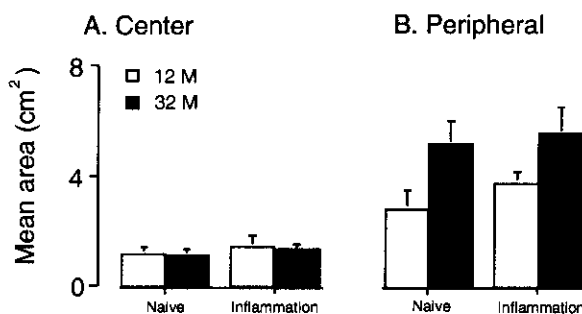 A. Center
B. Peripheral
8
12 M
32 M
4
0
Mean area (cm²)
Naive
Inflammation
Naive
Inflammation